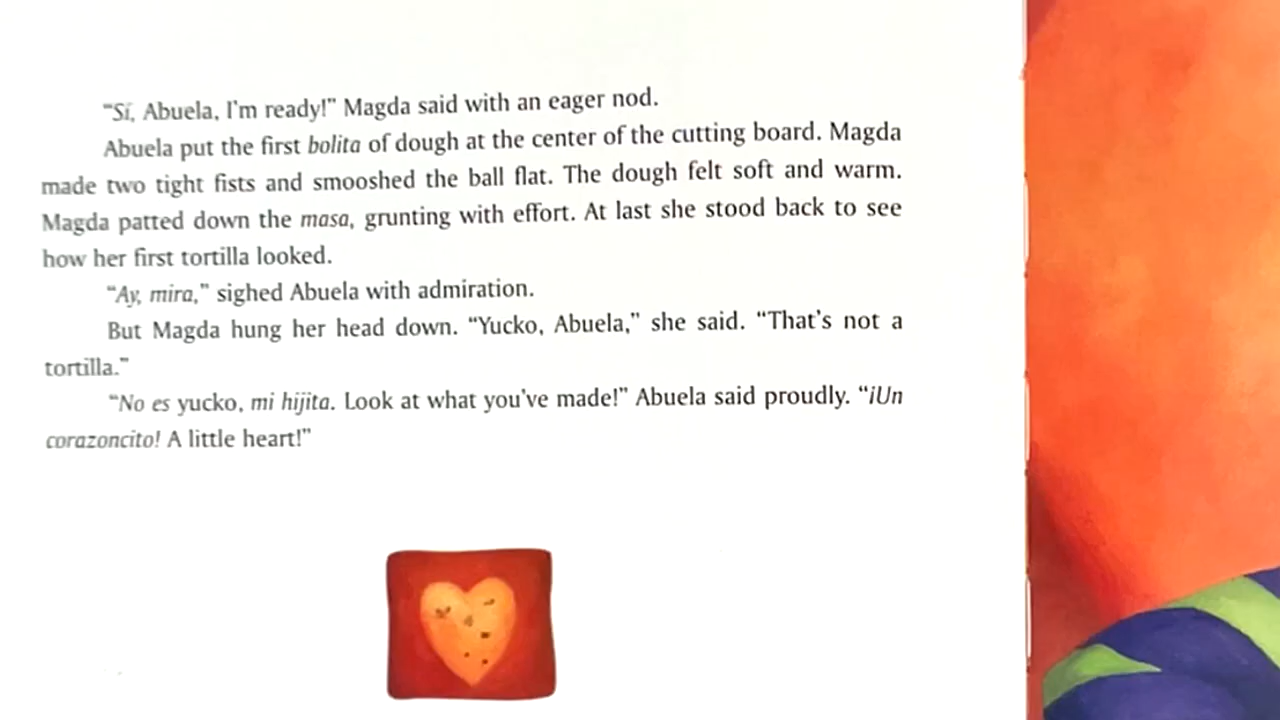 “Sí, Abuela, I'm ready!” Magda said with an eager nod.
Abuela put the first bolita of dough at the center of the cutting board. Magda
made two tight fists and smooshed the ball flat. The dough felt soft and warm.
Magda patted down the masa, grunting with effort. At last she stood back to see
how her first tortilla looked.
“Ay, mira,” sighed Abuela with admiration.
But Magda hung her head down. “Yucko, Abuela,” she said. “That's not a
tortilla.”
“No es yucko, mi hijita. Look at what you've made!” Abuela said proudly. “¡Un
corazoncito! A little heart!”